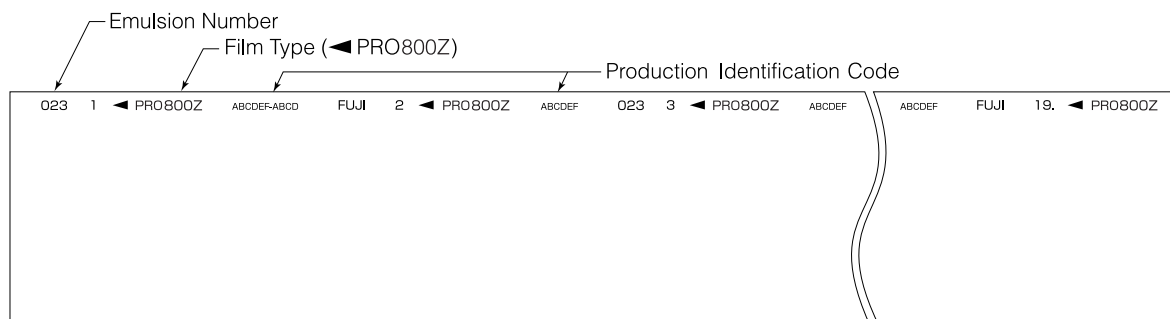 Emulsion Number
Film Type (◄ PRO800Z)
Production Identification Code
023 1 ◄ PRO800Z ABCDEF-ABCD FUJI 2 ◄ PRO800Z ABCDEF 023 3 ◄ PRO800Z ABCDEF ABCDEF FUJI 19. ◄ PRO800Z